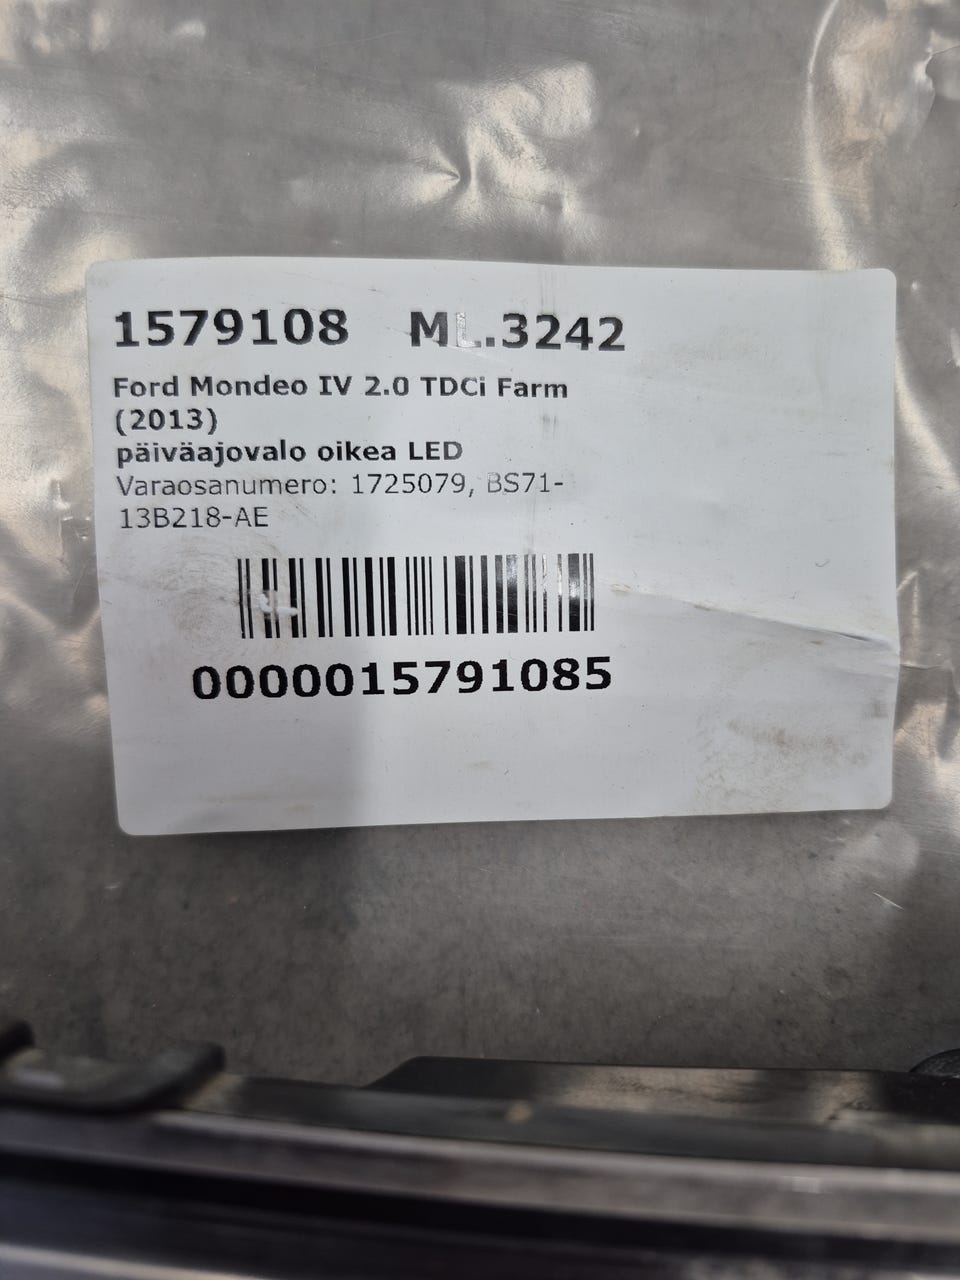 1579108 ML.3242
Ford Mondeo IV 2.0 TDCi Farm
(2013)
päiväajovalo oikea LED
Varaosanumero: 1725079, BS71-
13B218-AE
0000015791085